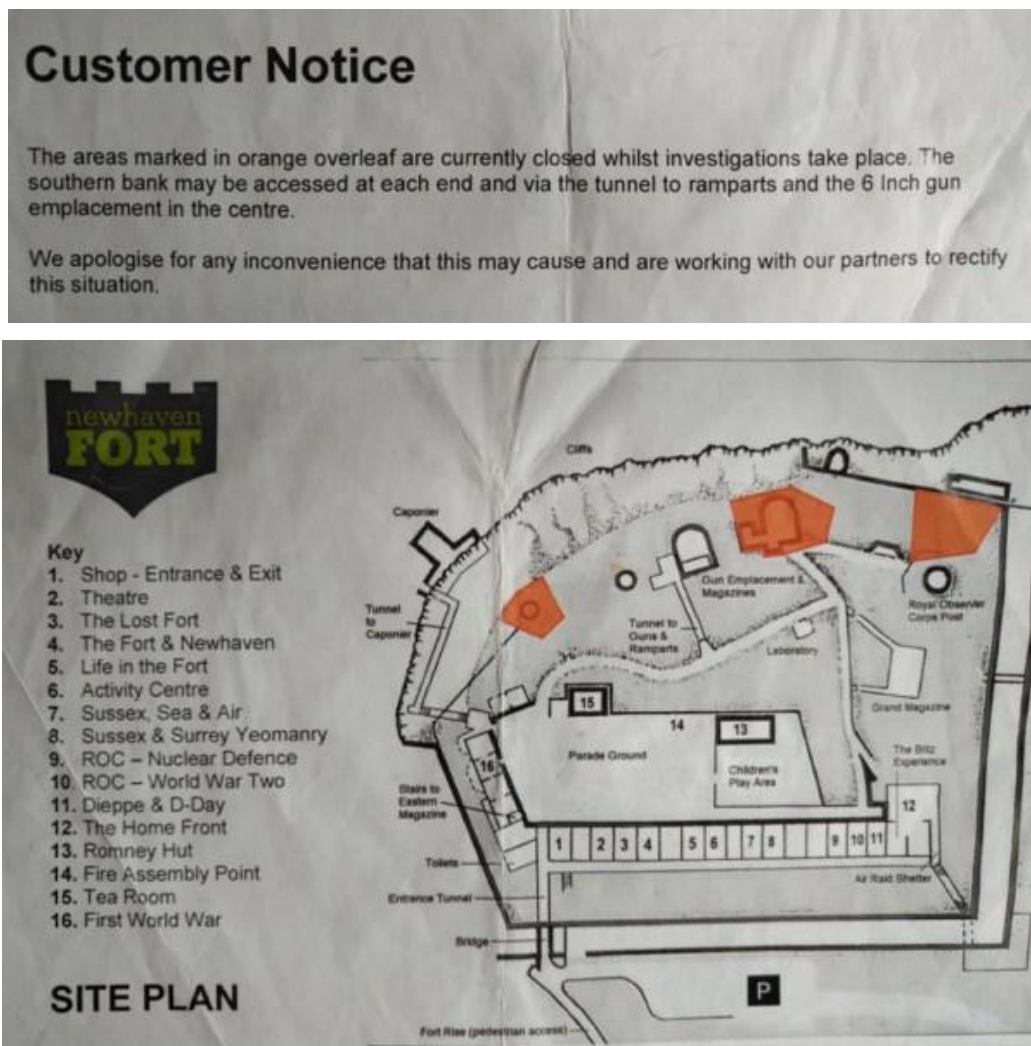 Customer Notice
The areas marked in orange overleaf are currently closed whilst investigations take place. The
southern bank may be accessed at each end and via the tunnel to ramparts and the 6 Inch gun
emplacement in the centre.
We apologise for any inconvenience that this may cause and are working with our partners to rectify
this situation.
newhaven
FORT
Key
1. Shop - Entrance & Exit
2. Theatre
3. The Lost Fort
4. The Fort & Newhaven
5. Life in the Fort
6. Activity Centre
7. Sussex, Sea & Air
8. Sussex & Surrey Yeomanry
9. ROC – Nuclear Defence
10. ROC – World War Two
11. Dieppe & D-Day
12. The Home Front
13. Romney Hut
14. Fire Assembly Point
15. Tea Room
16. First World War
SITE PLAN
Cliffs
Caponier
Tunnel
to
Caponier
Gun Emplacement &
Magazines
Tunnel to
Guns &
Ramparts
Laboratory
Royal Observer
Corps Post
Grand Magazine
15
14
13
Parade Ground
Children's
Play Area
The Blitz
Experience
16
Stairs to
Eastern
Magazine
12
1 2 3 4 5 6 7 8 9 10 11
Toilets
Air Raid Shelter
Entrance Tunnel
Bridge
P
Fort Rise (pedestrian access)